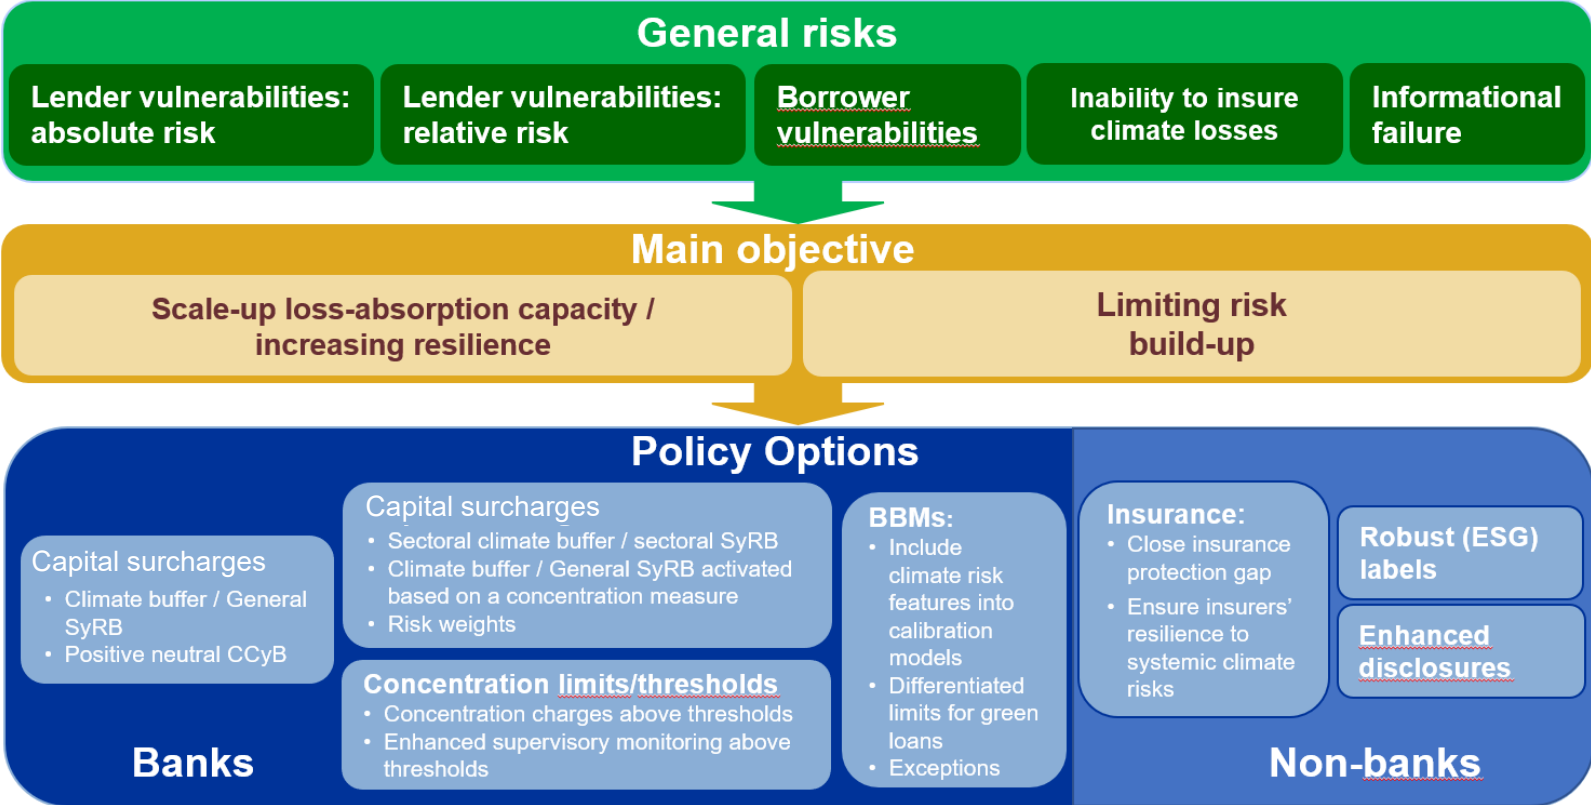 General risks
Lender vulnerabilities:
absolute risk
Lender vulnerabilities:
relative risk
Borrower
vulnerabilities
Inability to insure
climate losses
Informational
failure
Main objective
Scale-up loss-absorption capacity /
increasing resilience
Limiting risk
build-up
Policy Options
Capital surcharges
• Climate buffer / General
SyRB
• Positive neutral CCyB
Capital surcharges
• Sectoral climate buffer / sectoral SyRB
• Climate buffer / General SyRB activated
based on a concentration measure
• Risk weights
Concentration limits/thresholds
• Concentration charges above thresholds
• Enhanced supervisory monitoring above
thresholds
BBMs:
• Include
climate risk
features into
calibration
models
• Differentiated
limits for green
loans
• Exceptions
Insurance:
• Close insurance
protection gap
• Ensure insurers’
resilience to
systemic climate
risks
Robust (ESG)
labels
Enhanced
disclosures
Banks
Non-banks